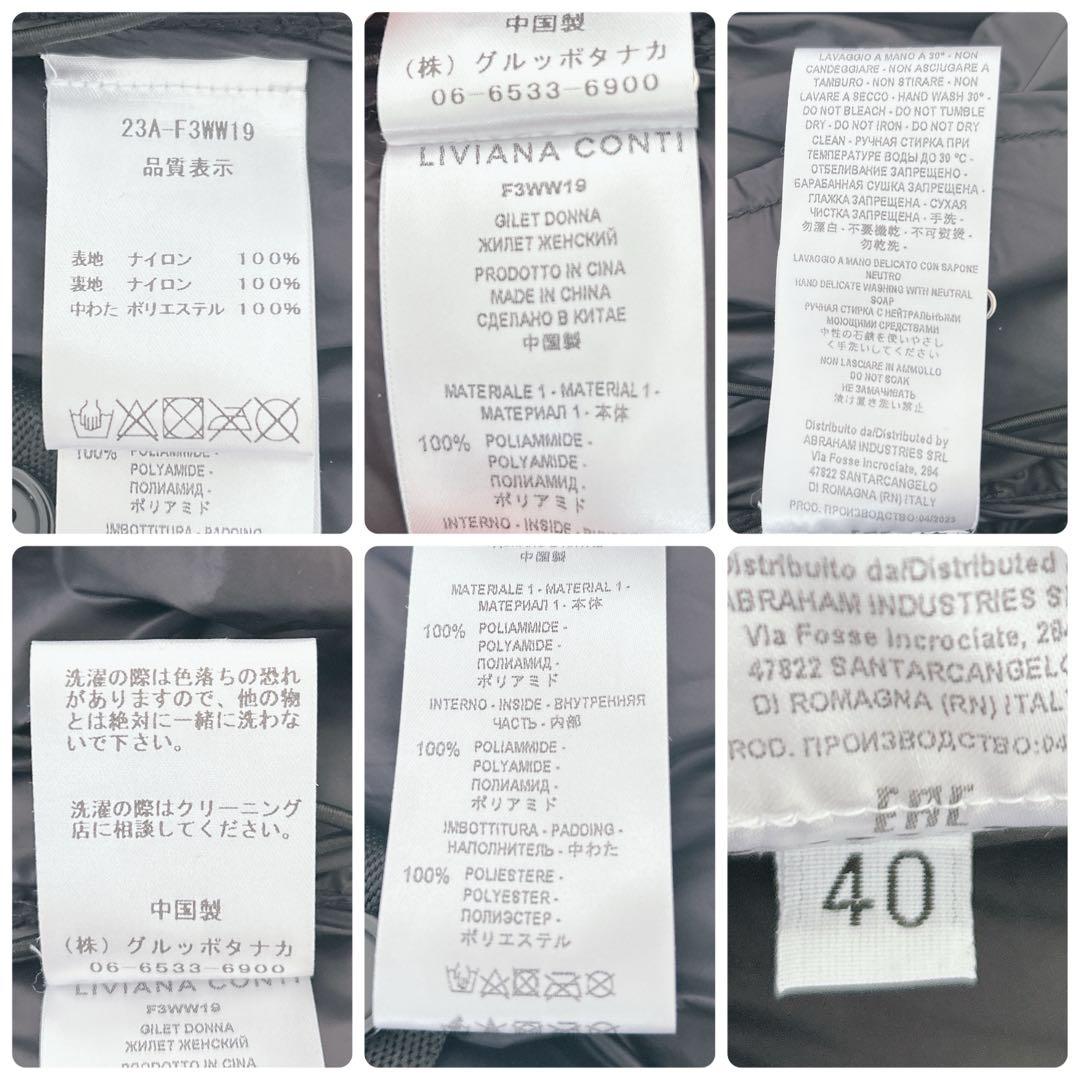 23A-F3WW19
品質表示
表地 ナイロン 100%
裏地 ナイロン 100%
中わた ポリエステル 100%
100% POLIAMMIDE -
POLYAMIDE -
ПОЛИАМИД -
ポリアミド
IMBOTTITURA - PADDING -
中国製
(株) グルッポタナカ
06-6533-6900
LIVIANA CONTI
F3WW19
GILET DONNA
ЖИЛЕТ ЖЕНСКИЙ
PRODOTTO IN CINA
MADE IN CHINA
СДЕЛАНО В КИТАЕ
中国製
MATERIALE 1 - MATERIAL 1 -
МАТЕРИАЛ 1 - 本体
100% POLIAMMIDE -
POLYAMIDE -
ПОЛИАМИД -
ポリアミド
INTERNO - INSIDE -
LAVAGGIO A MANO A 30° - NON
CANDEGGIARE - NON ASCIUGARE A
TAMBURO - NON STIRARE - NON
LAVARE A SECCO - HAND WASH 30° -
DO NOT BLEACH - DO NOT TUMBLE
DRY - DO NOT IRON - DO NOT DRY
CLEAN - РУЧНАЯ СТИРКА ПРИ
ТЕМПЕРАТУРЕ ВОДЫ ДО 30 °C -
ОТБЕЛИВАНИЕ ЗАПРЕЩЕНО -
БАРАБАННАЯ СУШКА ЗАПРЕЩЕНА -
ГЛАЖКА ЗАПРЕЩЕНА - СУХАЯ
ЧИСТКА ЗАПРЕЩЕНА - 手洗 -
勿漂白 - 不要攪乾 - 不可熨燙 -
勿乾洗 -
LAVAGGIO A MANO DELICATO CON SAPONE
NEUTRO
HAND DELICATE WASHING WITH NEUTRAL
SOAP
РУЧНАЯ СТИРКА С НЕЙТРАЛЬНЫМИ
МОЮЩИМИ СРЕДСТВАМИ
中性の石鹸を使いやさし
く手洗いしてください
NON LASCIARE IN AMMOLLO
DO NOT SOAK
НЕ ЗАМАЧИВАТЬ
漬け置き洗い禁止
Distribuito da/Distributed by
ABRAHAM INDUSTRIES SRL
Via Fosse Incrociate, 284
47822 SANTARCANGELO
DI ROMAGNA (RN) ITALY
PROD. ПРОИЗВОДСТВО:04/2023
洗濯の際は色落ちの恐れ
がありますので、他の物
とは絶対に一緒に洗わな
いで下さい。
洗濯の際はクリーニング
店に相談してください。
中国製
(株) グルッポタナカ
06-6533-6900
LIVIANA CONTI
F3WW19
GILET DONNA
ЖИЛЕТ ЖЕНСКИЙ
PRODOTTO IN CINA
中国製
MATERIALE 1 - MATERIAL 1 -
МАТЕРИАЛ 1 - 本体
100% POLIAMMIDE -
POLYAMIDE -
ПОЛИАМИД -
ポリアミド
INTERNO - INSIDE - ВНУТРЕННЯЯ
ЧАСТЬ - 内部
100% POLIAMMIDE -
POLYAMIDE -
ПОЛИАМИД -
ポリアミド
IMBOTTITURA - PADDING -
НАПОЛНИТЕЛЬ - 中わた
100% POLIESTERE -
POLYESTER -
ПОЛИЭСТЕР -
ポリエステル
Distribuito da/Distributed
ABRAHAM INDUSTRIES
Via Fosse Incrociate, 28
47822 SANTARCANGELO
DI ROMAGNA (RN) ITAL
PROD. ПРОИЗВОДСТВО:04
40